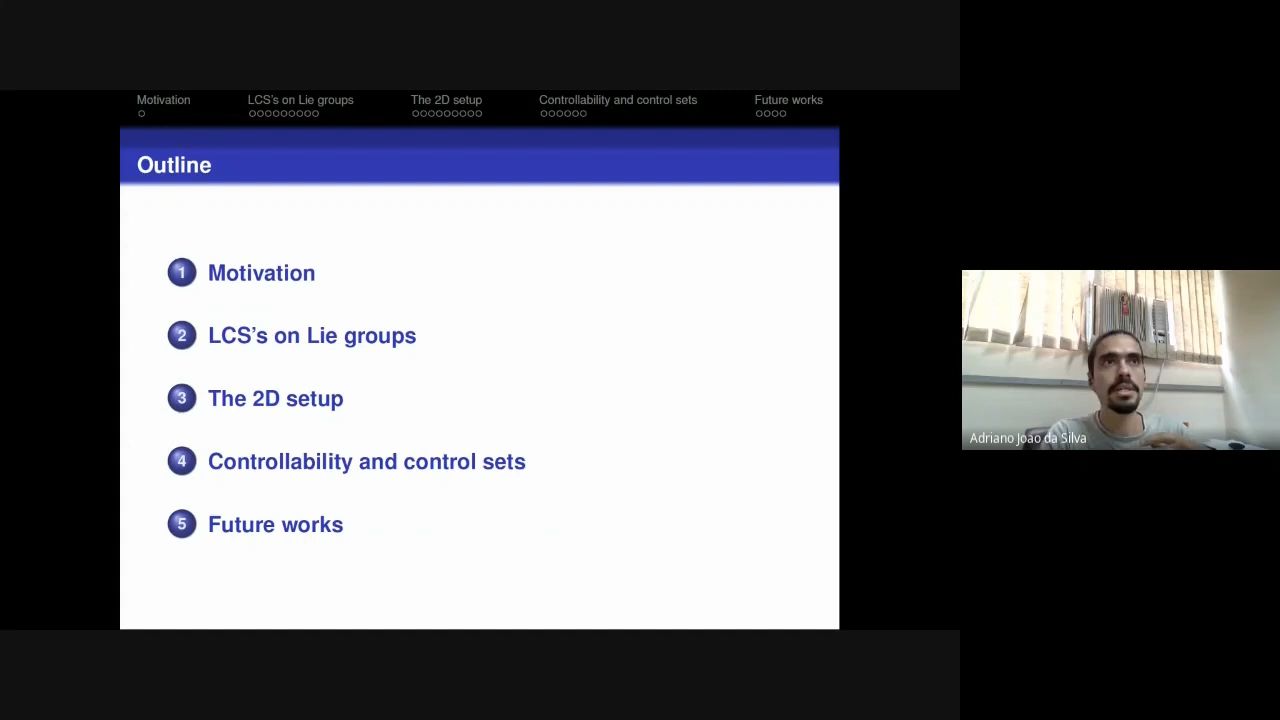 Motivation
LCS's on Lie groups
The 2D setup
Controllability and control sets
Future works
Outline
1 Motivation
2 LCS's on Lie groups
3 The 2D setup
4 Controllability and control sets
5 Future works
Adriano Joao da Silva